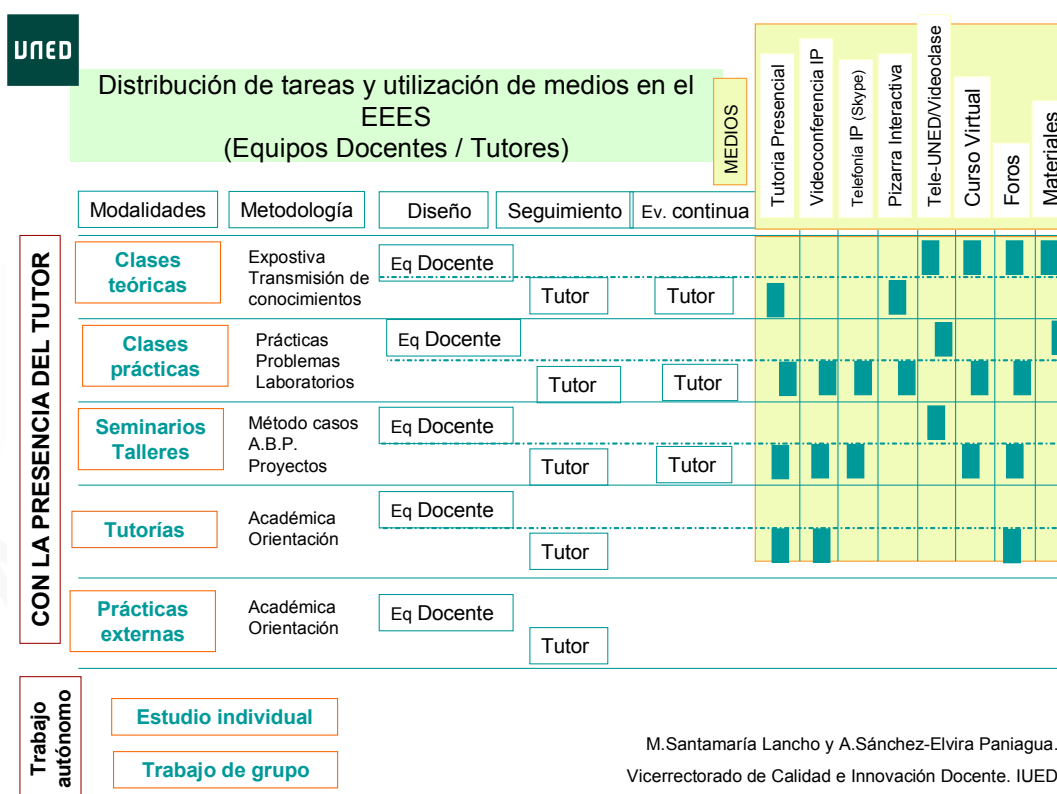 UNED
Distribución de tareas y utilización de medios en el
EEES
(Equipos Docentes / Tutores)
MEDIOS
Tutoria Presencial
Videoconferencia IP
Telefonía IP (Skype)
Pizarra Interactiva
Tele-UNED/Videoclase
Curso Virtual
Foros
Materiales
Modalidades
Metodología
Diseño
Seguimiento
Ev. continua
CON LA PRESENCIA DEL TUTOR
Clases
teóricas
Expostiva
Transmisión de
conocimientos
Eq Docente
Tutor
Tutor
Clases
prácticas
Prácticas
Problemas
Laboratorios
Eq Docente
Tutor
Tutor
Seminarios
Talleres
Método casos
A.B.P.
Proyectos
Eq Docente
Tutor
Tutor
Tutorías
Académica
Orientación
Eq Docente
Tutor
Prácticas
externas
Académica
Orientación
Eq Docente
Tutor
Trabajo
autónomo
Estudio individual
Trabajo de grupo
M.Santamaría Lancho y A.Sánchez-Elvira Paniagua.
Vicerrectorado de Calidad e Innovación Docente. IUED